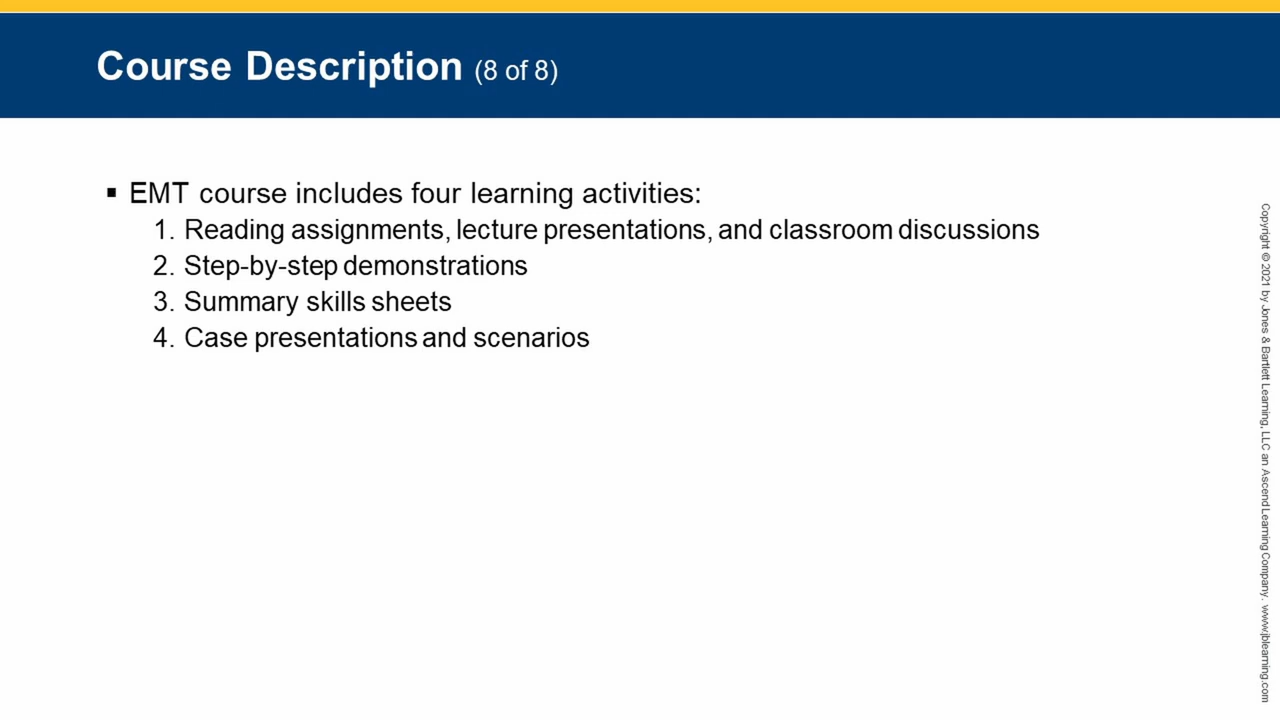 Course Description (8 of 8)
▪ EMT course includes four learning activities:
1. Reading assignments, lecture presentations, and classroom discussions
2. Step-by-step demonstrations
3. Summary skills sheets
4. Case presentations and scenarios
Copyright © 2021 by Jones & Bartlett Learning, LLC an Ascend Learning Company. www.jblearning.com